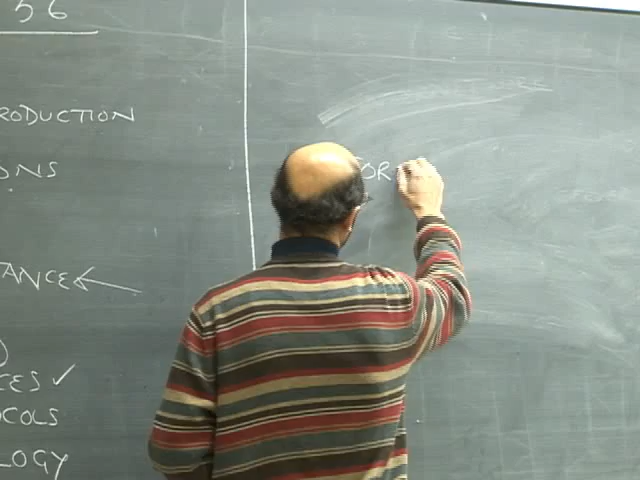 56
RODUCTION
ONS
ANCE
CES ✓
OCOLS
LOGY
OR